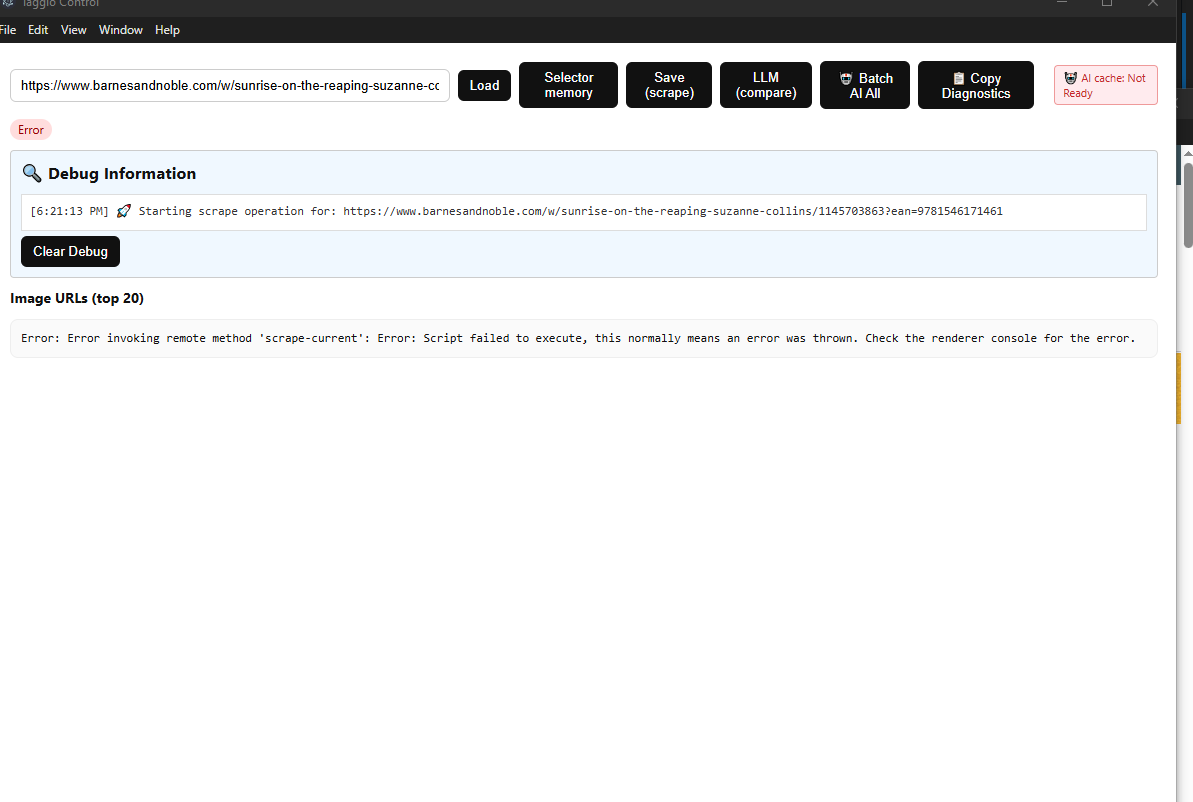 Taggio Control
File Edit View Window Help
https://www.barnesandnoble.com/w/sunrise-on-the-reaping-suzanne-cc
Load
Selector
memory
Save
(scrape)
LLM
(compare)
Batch
AI All
Copy
Diagnostics
AI cache: Not
Ready
Error
Debug Information
[6:21:13 PM] 🚀 Starting scrape operation for: https://www.barnesandnoble.com/w/sunrise-on-the-reaping-suzanne-collins/1145703863?ean=9781546171461
Clear Debug
Image URLs (top 20)
Error: Error invoking remote method 'scrape-current': Error: Script failed to execute, this normally means an error was thrown. Check the renderer console for the error.